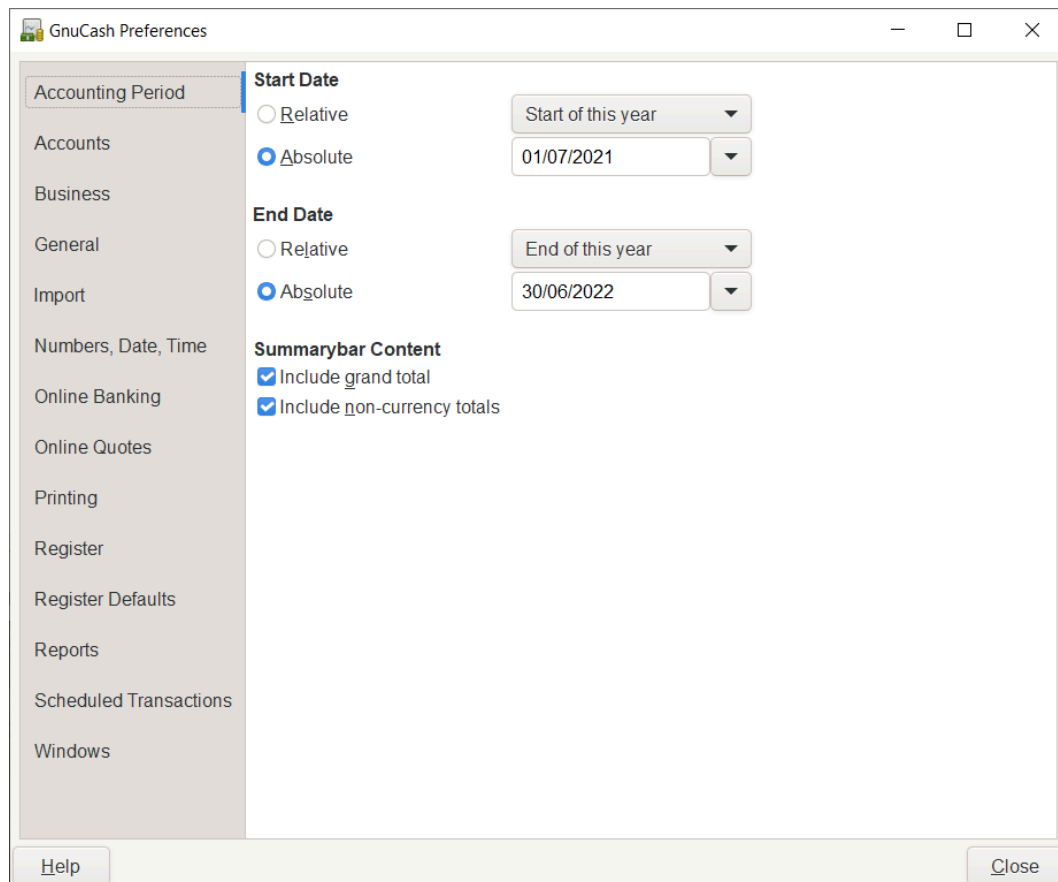 GnuCash Preferences
Accounting Period
Accounts
Business
General
Import
Numbers, Date, Time
Online Banking
Online Quotes
Printing
Register
Register Defaults
Reports
Scheduled Transactions
Windows
Start Date
Relative Start of this year
Absolute 01/07/2021
End Date
Relative End of this year
Absolute 30/06/2022
Summarybar Content
Include grand total
Include non-currency totals
Help Close